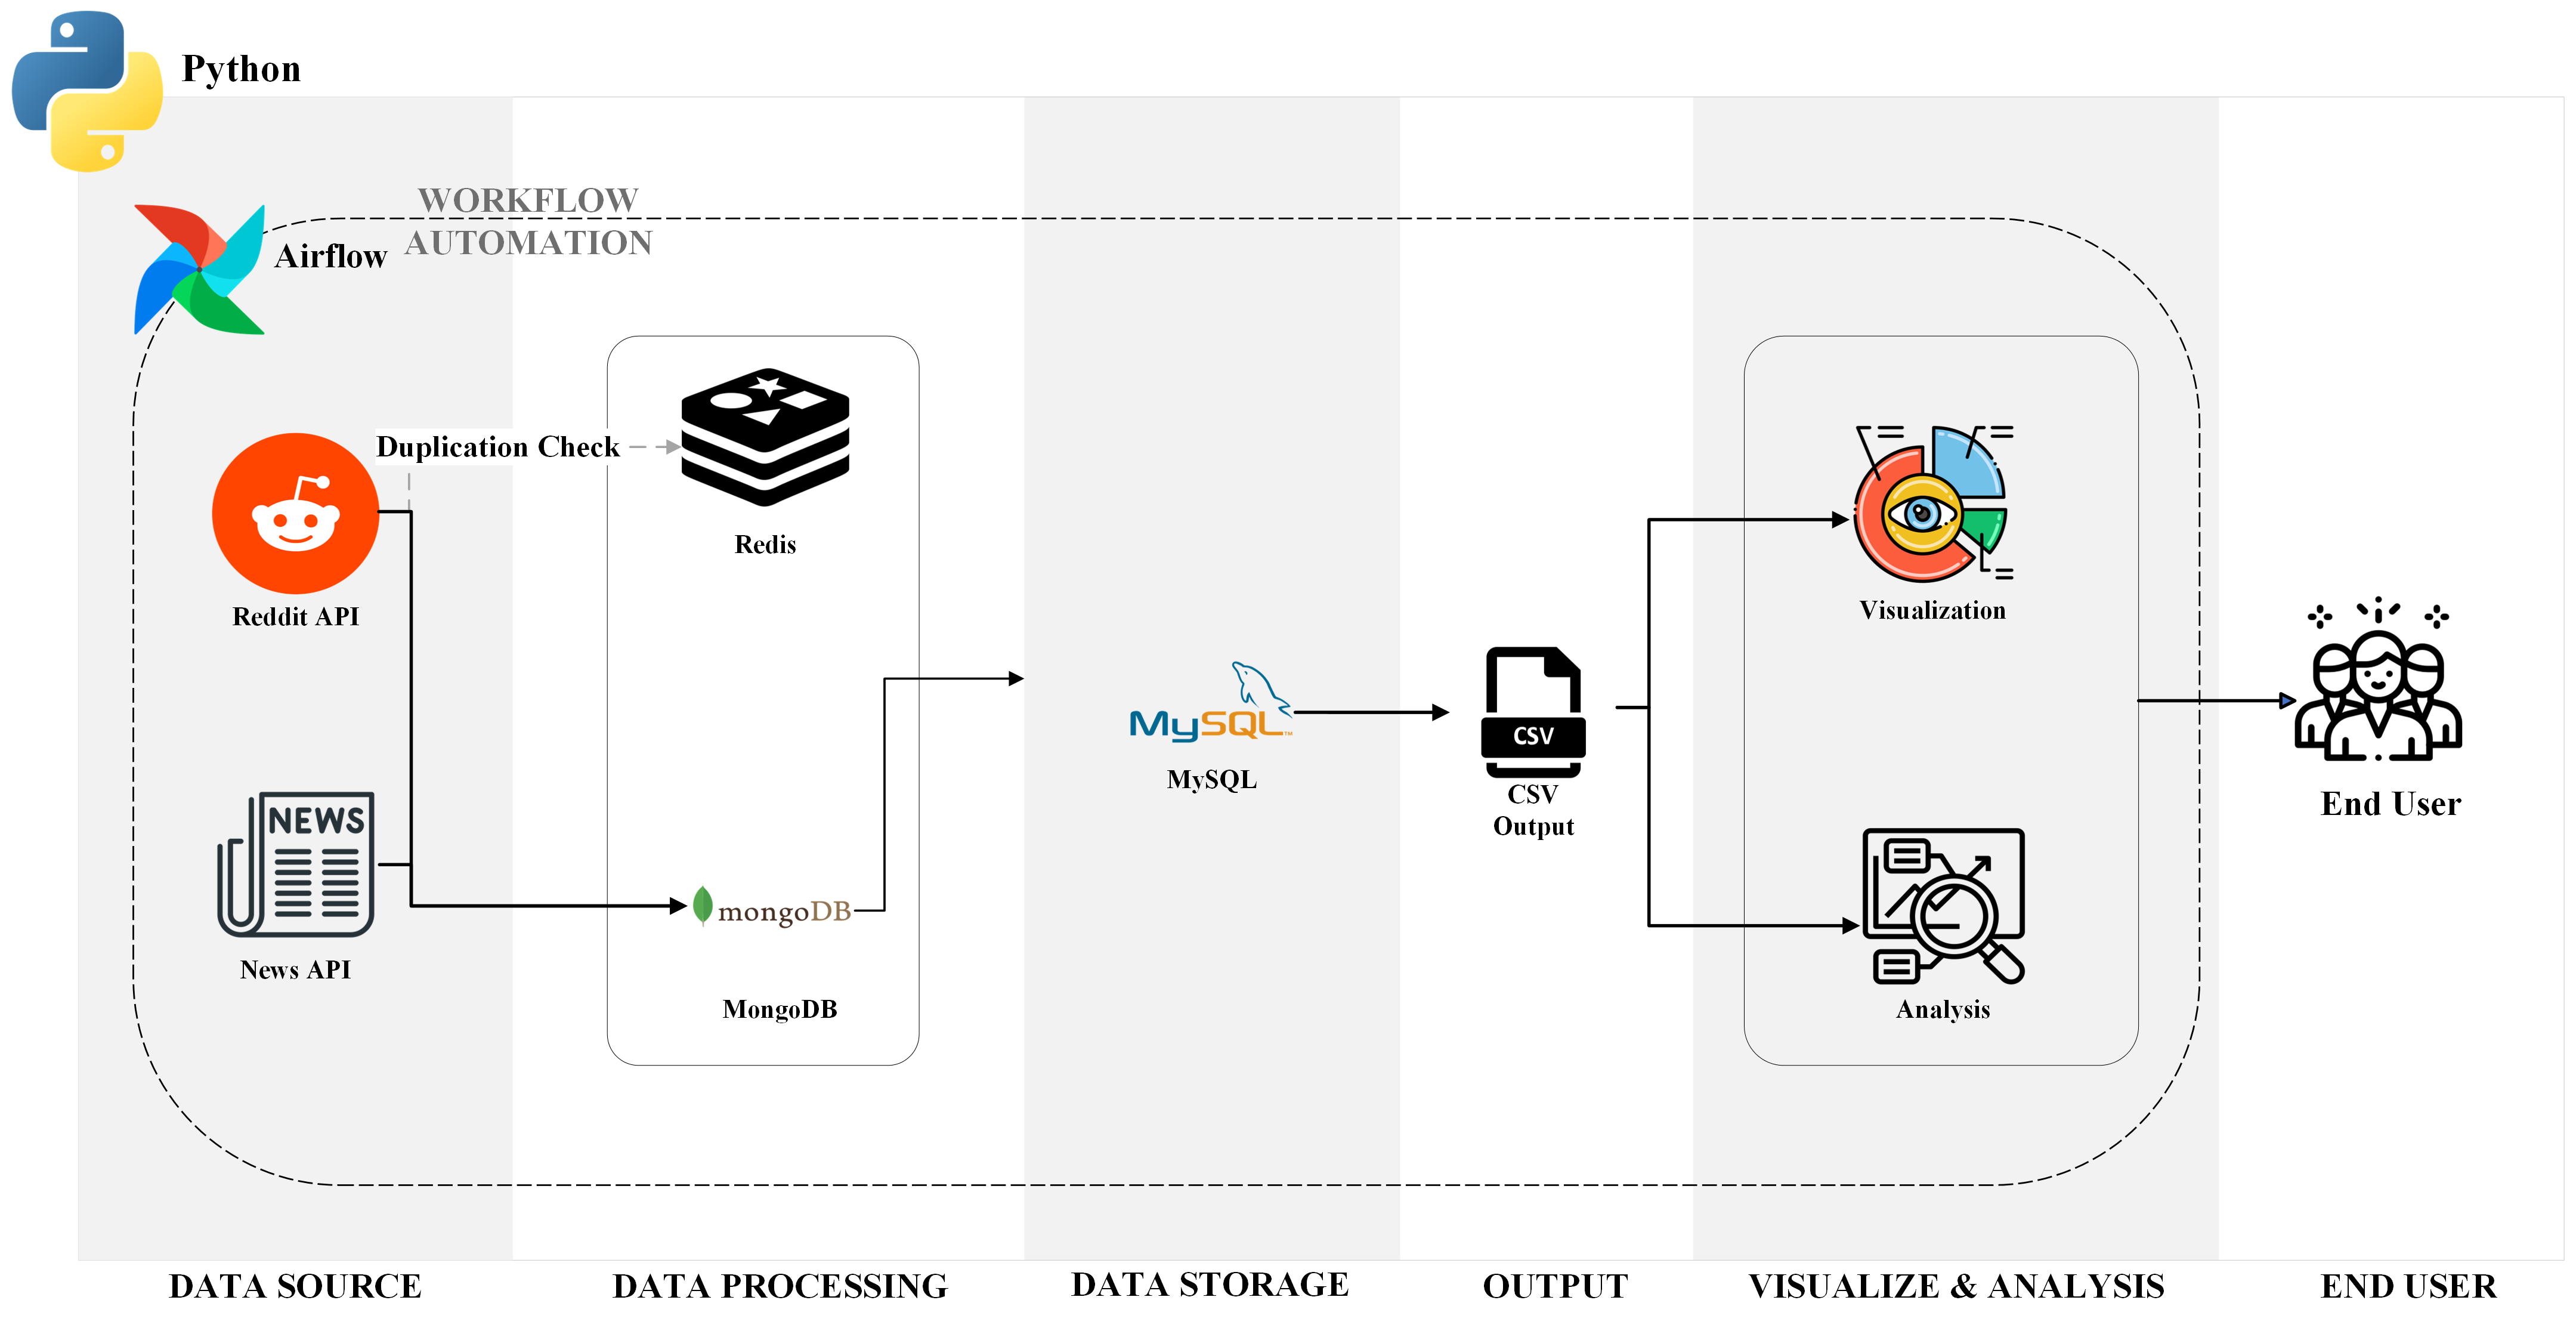 Python
WORKFLOW
AUTOMATION
Airflow
Duplication Check
Redis
Reddit API
NEWS
News API
mongoDB
MongoDB
MySQL™
MySQL
CSV
CSV
Output
Visualization
Analysis
End User
DATA SOURCE
DATA PROCESSING
DATA STORAGE
OUTPUT
VISUALIZE & ANALYSIS
END USER